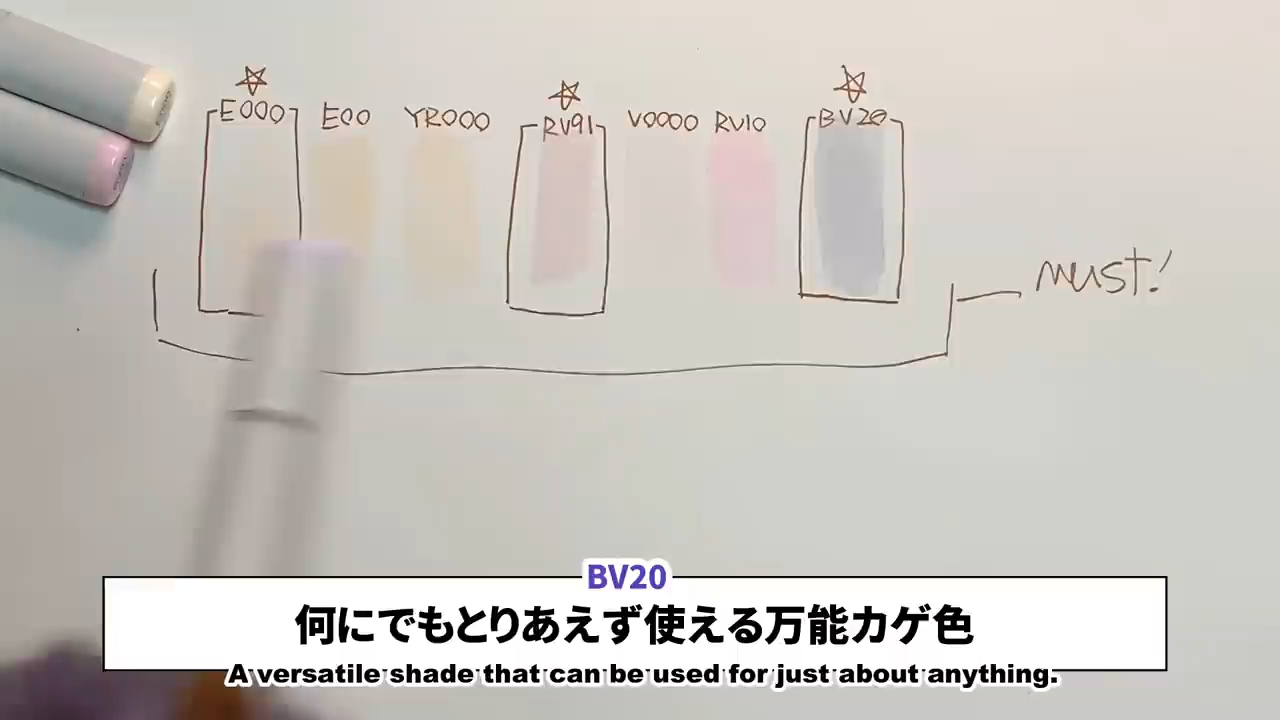 E000 E00 YR000 RV91 V0000 RV10 BV20
must!
BV20
何にでもとりあえず使える万能カゲ色
A versatile shade that can be used for just about anything.